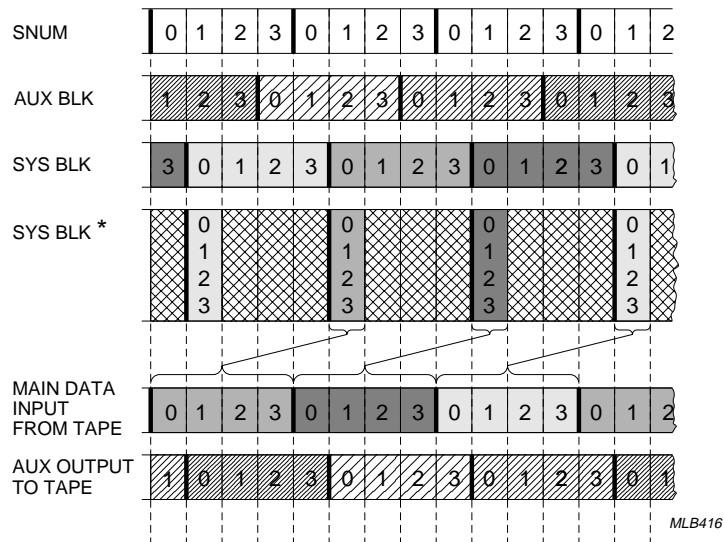 SNUM 0 1 2 3 0 1 2 3 0 1 2 3 0 1 2
AUX BLK 1 2 3 0 1 2 3 0 1 2 3 0 1 2 3
SYS BLK 3 0 1 2 3 0 1 2 3 0 1 2 3 0 1
SYS BLK * 0 0 0 0
1 1 1 1
2 2 2 2
3 3 3 3
MAIN DATA
INPUT
FROM TAPE
0 1 2 3 0 1 2 3 0 1 2 3 0 1 2
AUX OUTPUT
TO TAPE
1 0 1 2 3 0 1 2 3 0 1 2 3 0 1
MLB416